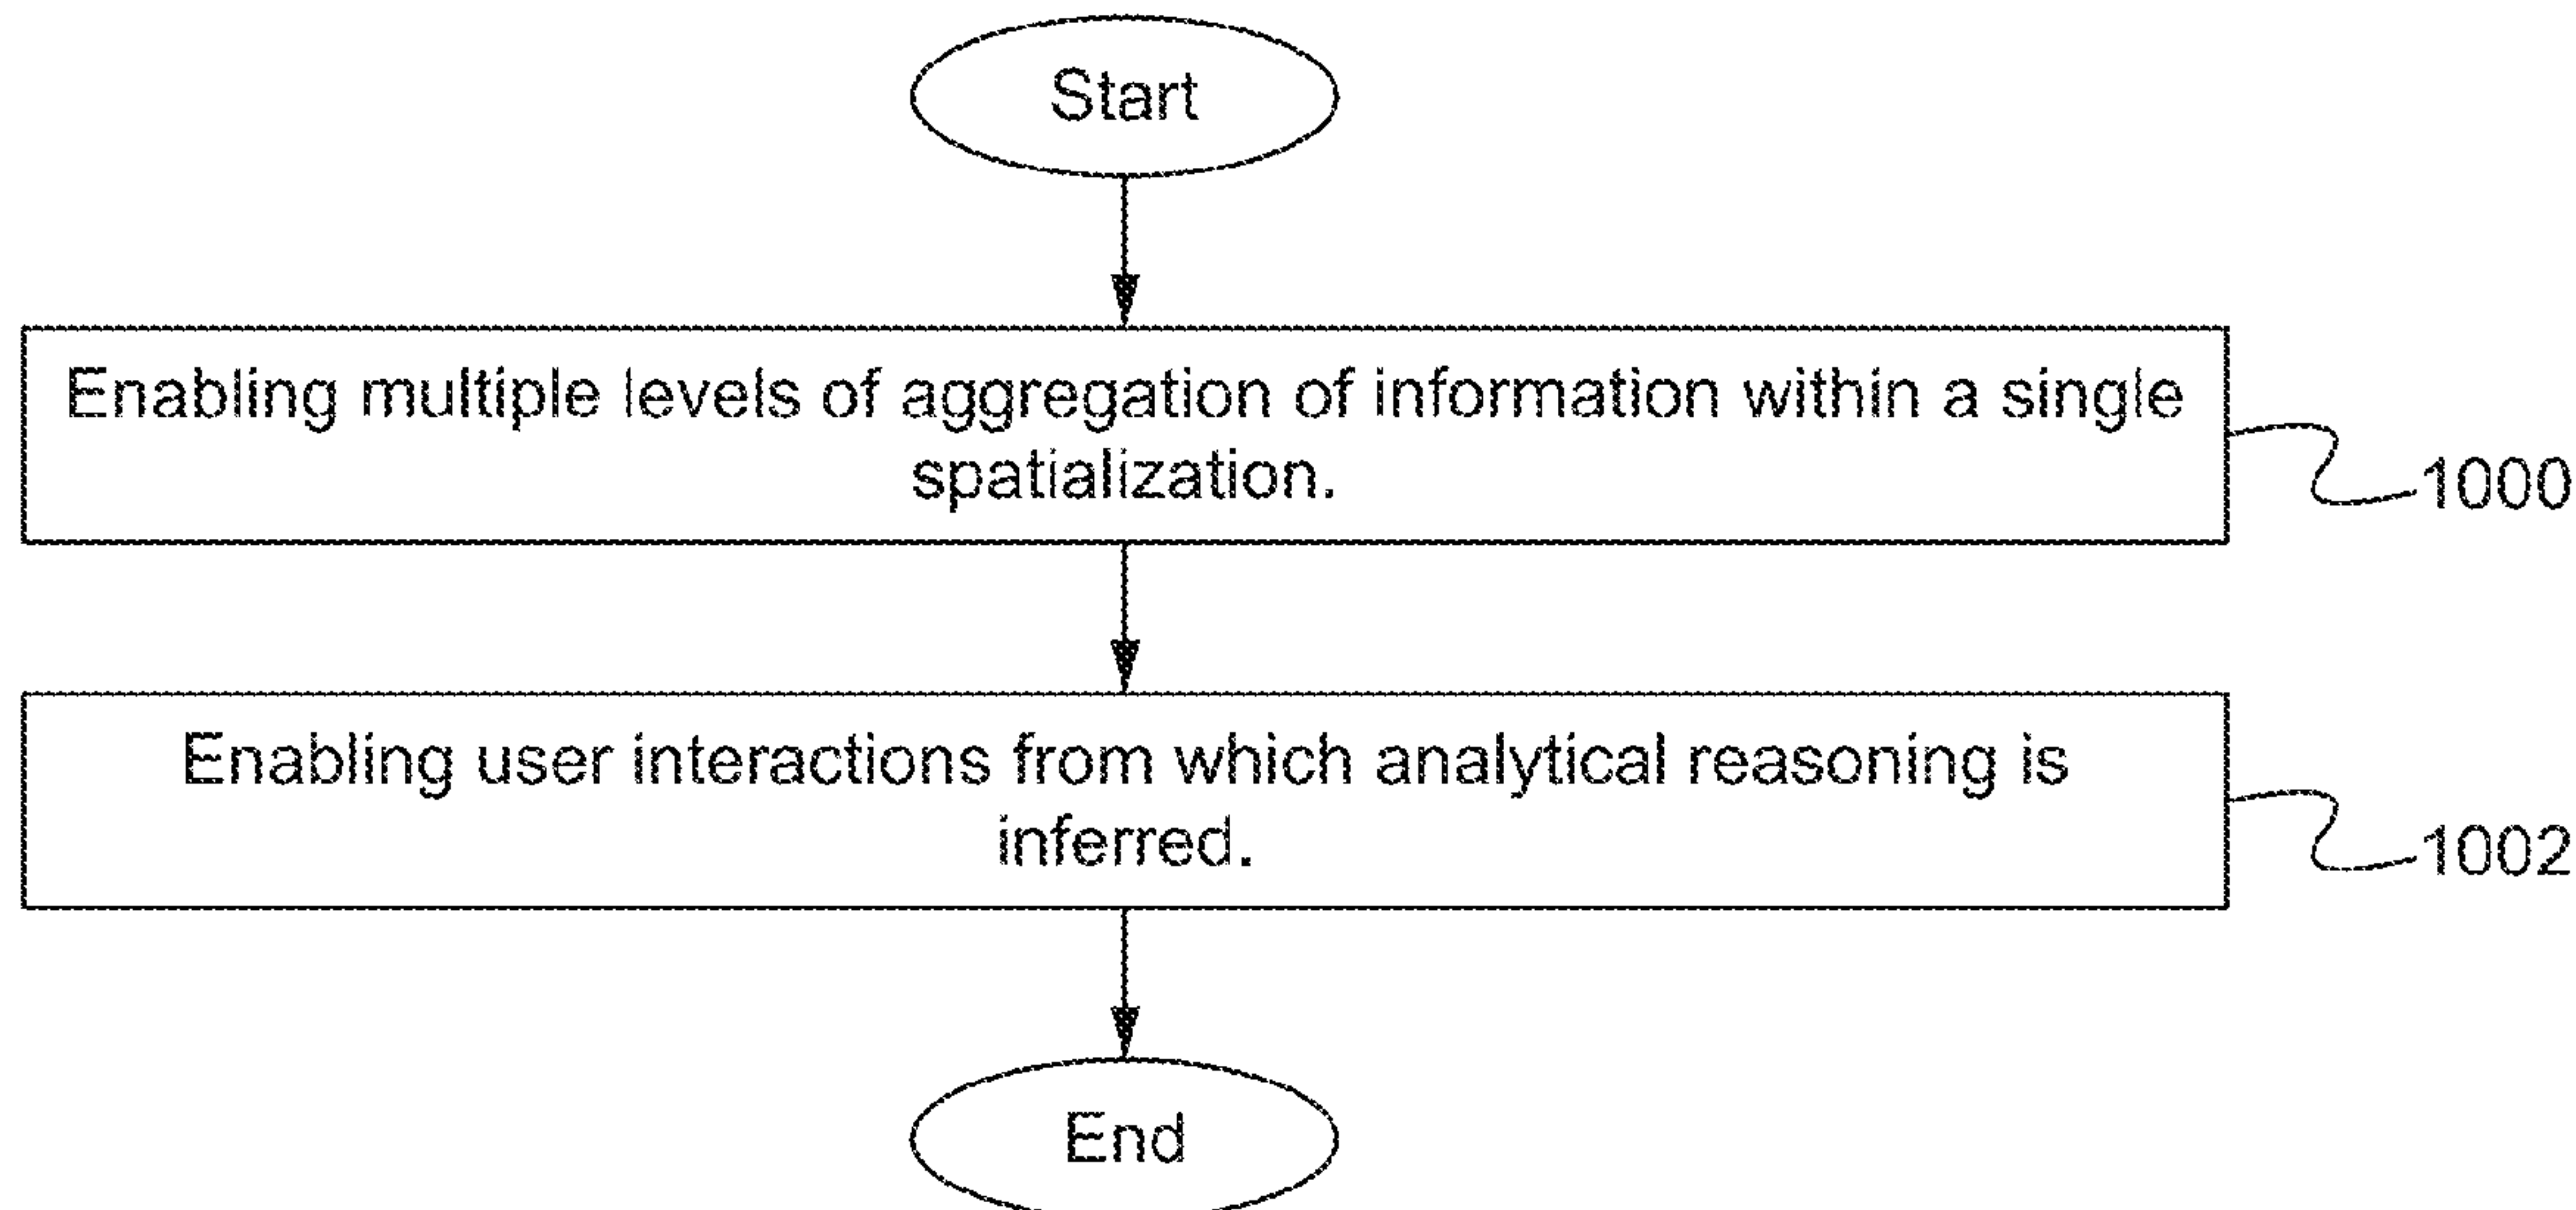 Start
Enabling multiple levels of aggregation of information within a single
spatialization.
1000
Enabling user interactions from which analytical reasoning is
inferred.
1002
End